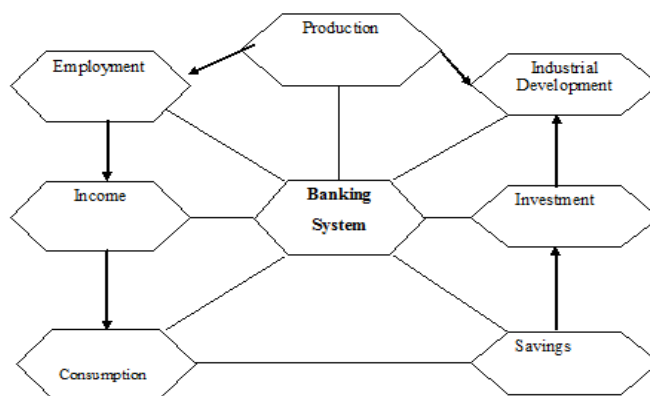 Production
Employment
Industrial
Development
Income
Banking
System
Investment
Consumption
Savings